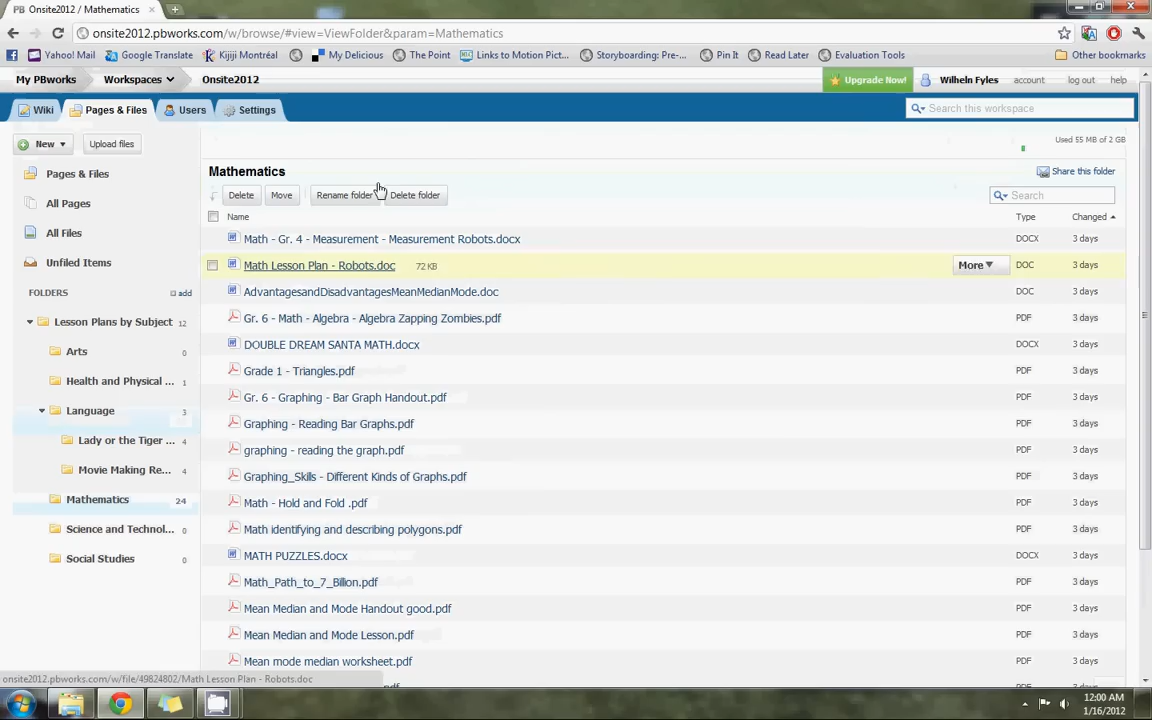 PB Onsite2012 / Mathematics
onsite2012.pbworks.com/w/browse/#view=ViewFolder&param=Mathematics
Yahoo! Mail Google Translate Kijiji Montréal My Delicious The Point Links to Motion Pict... Storyboarding: Pre-... Pin It Read Later Evaluation Tools Other bookmarks
My PBworks Workspaces Onsite2012 Upgrade Now! Wilheln Fyles account log out help
Wiki Pages & Files Users Settings Search this workspace
New Upload files Used 55 MB of 2 GB
Mathematics Share this folder
Delete Move Rename folder Delete folder Search
Name Type Changed
Math - Gr. 4 - Measurement - Measurement Robots.docx DOCX 3 days
Math Lesson Plan - Robots.doc 72 KB More DOC 3 days
AdvantagesandDisadvantagesMeanMedianMode.doc DOC 3 days
Gr. 6 - Math - Algebra - Algebra Zapping Zombies.pdf PDF 3 days
DOUBLE DREAM SANTA MATH.docx DOCX 3 days
Grade 1 - Triangles.pdf PDF 3 days
Gr. 6 - Graphing - Bar Graph Handout.pdf PDF 3 days
Graphing - Reading Bar Graphs.pdf PDF 3 days
graphing - reading the graph.pdf PDF 3 days
Graphing_Skills - Different Kinds of Graphs.pdf PDF 3 days
Math - Hold and Fold .pdf PDF 3 days
Math identifying and describing polygons.pdf PDF 3 days
MATH PUZZLES.docx DOCX 3 days
Math_Path_to_7_Billion.pdf PDF 3 days
Mean Median and Mode Handout good.pdf PDF 3 days
Mean Median and Mode Lesson.pdf PDF 3 days
Mean mode median worksheet.pdf PDF 3 days
Pages & Files
All Pages
All Files
Unfiled Items
FOLDERS add
Lesson Plans by Subject 12
Arts 0
Health and Physical ... 1
Language 3
Lady or the Tiger ... 4
Movie Making Re... 4
Mathematics 24
Science and Technol... 0
Social Studies 0
onsite2012.pbworks.com/w/file/49824802/Math Lesson Plan - Robots.doc
12:00 AM
1/16/2012